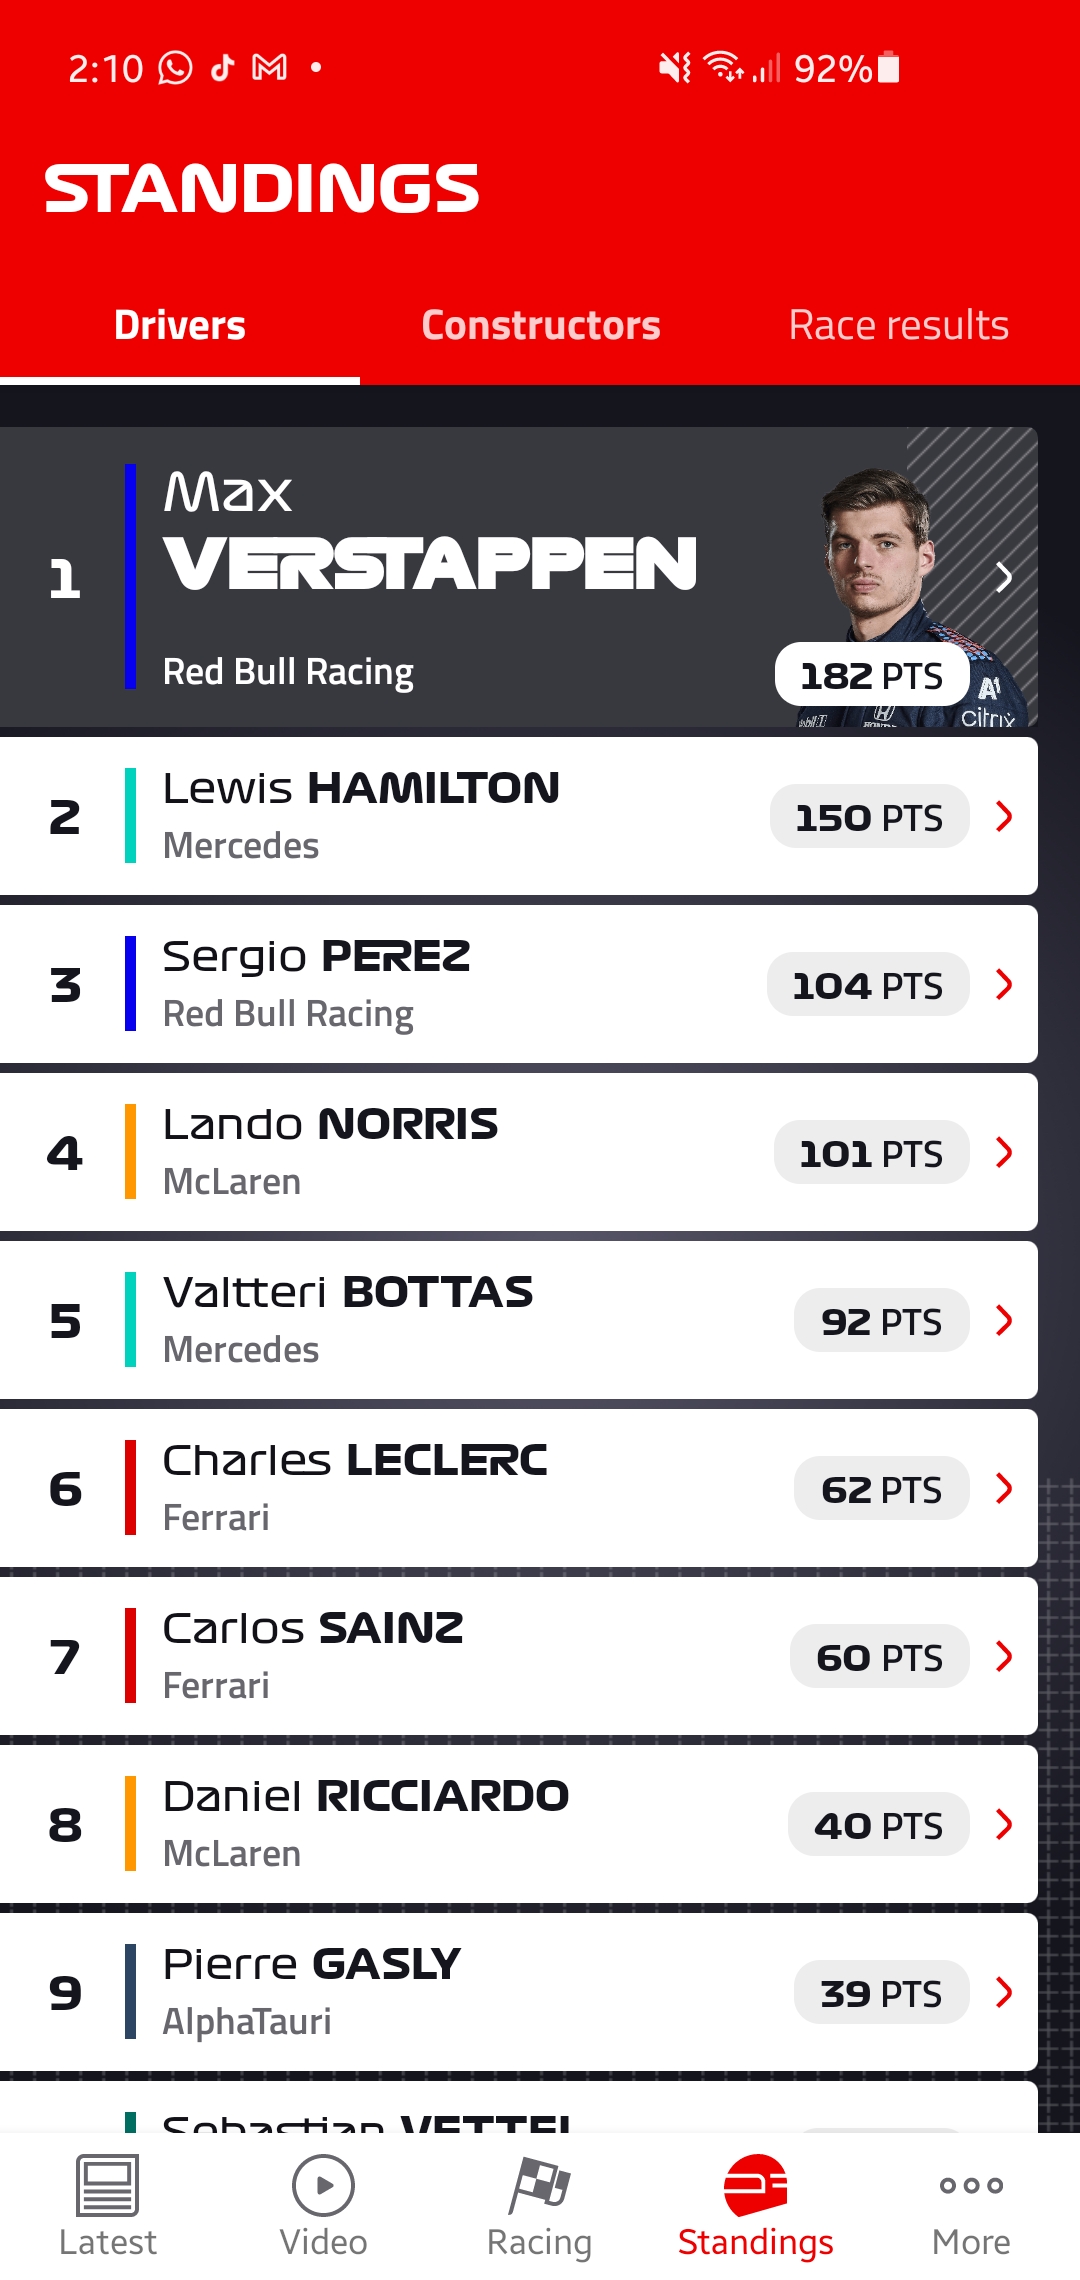 2:10
92%
STANDINGS
Drivers Constructors Race results
1
Max
VERSTAPPEN
Red Bull Racing
182 PTS
citrix
2
Lewis HAMILTON
Mercedes
150 PTS
3
Sergio PEREZ
Red Bull Racing
104 PTS
4
Lando NORRIS
McLaren
101 PTS
5
Valtteri BOTTAS
Mercedes
92 PTS
6
Charles LECLERC
Ferrari
62 PTS
7
Carlos SAINZ
Ferrari
60 PTS
8
Daniel RICCIARDO
McLaren
40 PTS
9
Pierre GASLY
AlphaTauri
39 PTS
Sebastian VETTEL
Latest Video Racing Standings More